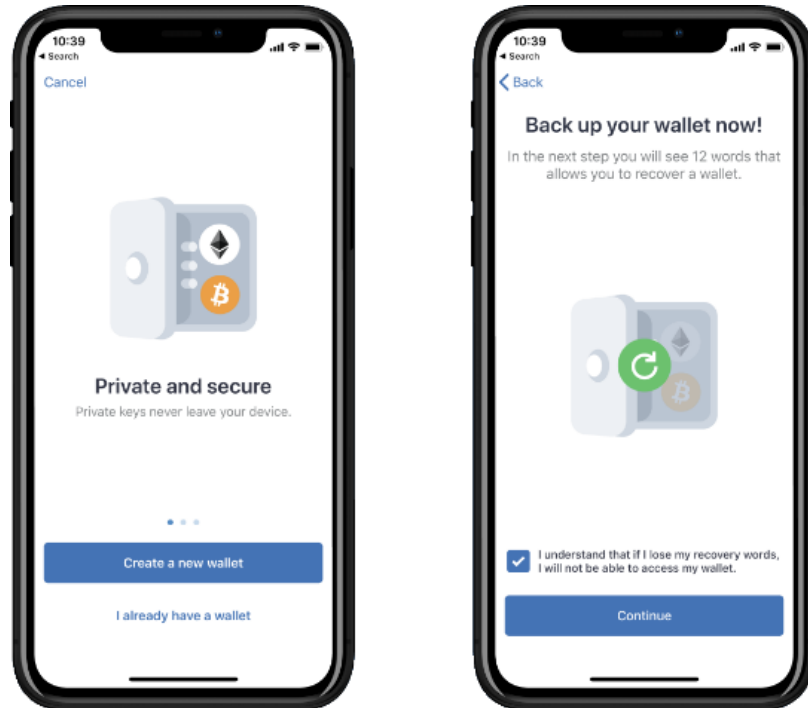 10:39
Search
Cancel
Private and secure
Private keys never leave your device.
Create a new wallet
I already have a wallet
10:39
Search
Back
Back up your wallet now!
In the next step you will see 12 words that
allows you to recover a wallet.
I understand that if I lose my recovery words,
I will not be able to access my wallet.
Continue